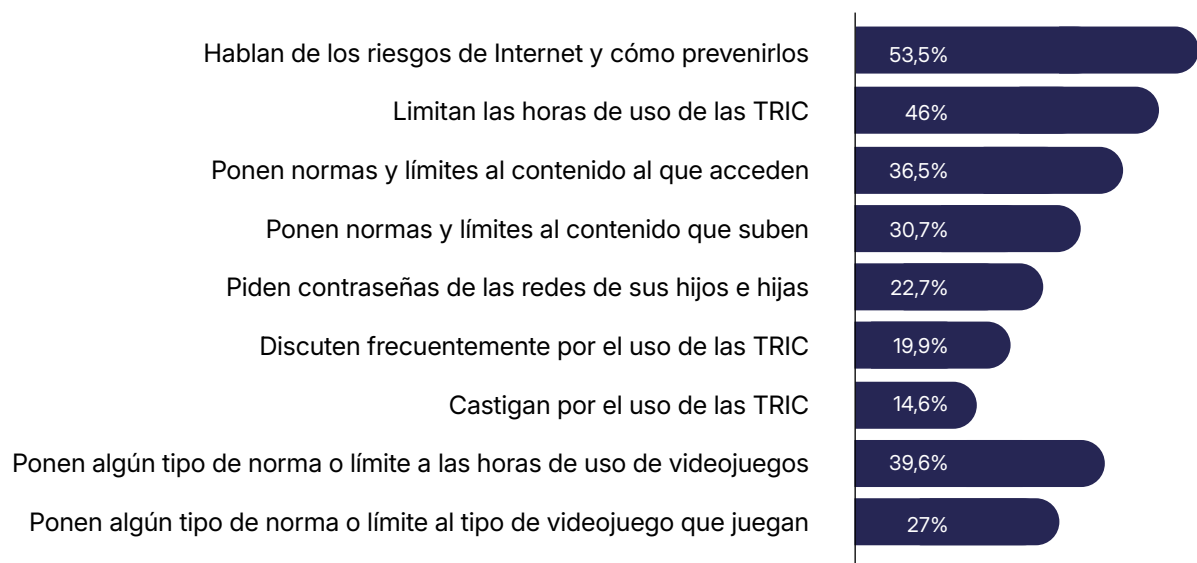 Hablan de los riesgos de Internet y cómo prevenirlos 53,5%
Limitan las horas de uso de las TRIC 46%
Ponen normas y límites al contenido al que acceden 36,5%
Ponen normas y límites al contenido que suben 30,7%
Piden contraseñas de las redes de sus hijos e hijas 22,7%
Discuten frecuentemente por el uso de las TRIC 19,9%
Castigan por el uso de las TRIC 14,6%
Ponen algún tipo de norma o límite a las horas de uso de videojuegos 39,6%
Ponen algún tipo de norma o límite al tipo de videojuego que juegan 27%